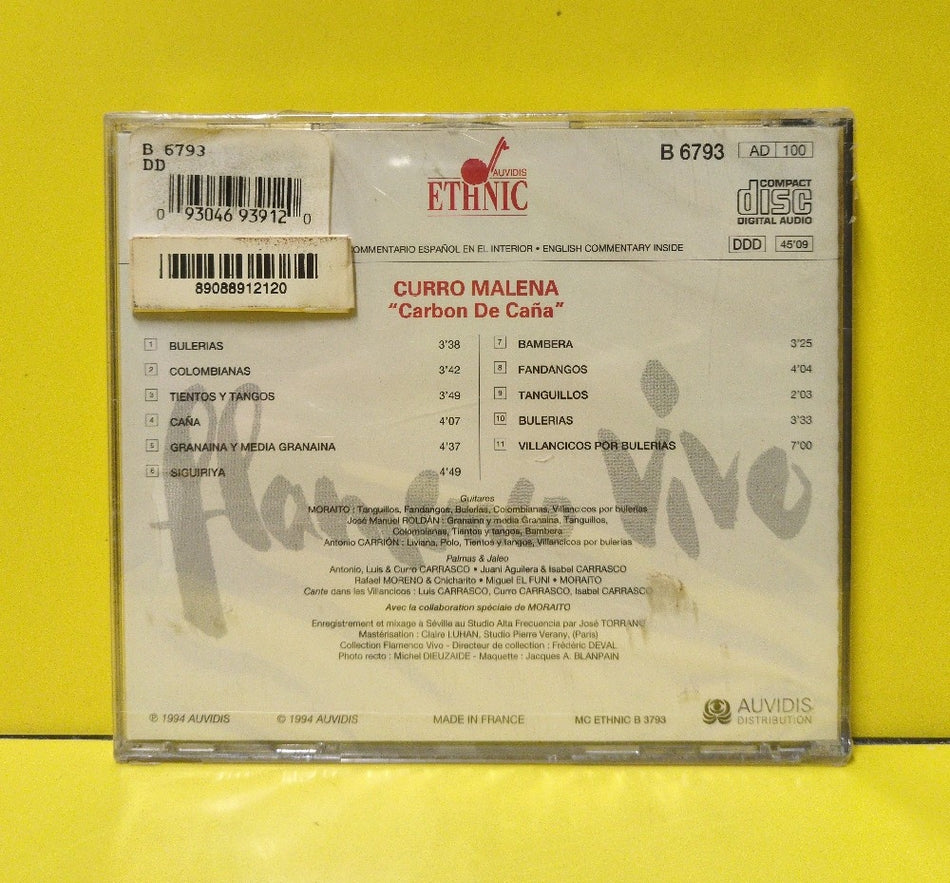 B 6793
DD
0 93046 93912 0
89088912120
AUVIDIS
ETHNIC
B 6793 AD 100
COMPACT
disc
DIGITAL AUDIO
DDD 45'09
OMMENTARIO ESPAÑOL EN EL INTERIOR • ENGLISH COMMENTARY INSIDE
CURRO MALENA
"Carbon De Caña"
1 BULERIAS 3'38
2 COLOMBIANAS 3'42
3 TIENTOS Y TANGOS 3'49
4 CAÑA 4'07
5 GRANAINA Y MEDIA GRANAINA 4'37
6 SIGUIRIYA 4'49
7 BAMBERA 3'25
8 FANDANGOS 4'04
9 TANGUILLOS 2'03
10 BULERIAS 3'33
11 VILLANCICOS POR BULERIAS 7'00
flamenco vivo
Guitares
MORAITO : Tanguillos, Fandangos, Bulerias, Colombianas, Villancicos por bulerias
José Manuel ROLDÁN : Granaina y media Granaina, Tanguillos,
Colombianas, Tientos y tangos, Bambera
Antonio CARRIÓN : Liviana, Polo, Tientos y tangos, Villancicos por bulerias
Palmas & Jaleo
Antonio, Luis & Curro CARRASCO • Juani Aguilera & Isabel CARRASCO
Rafael MORENO & Chicharito • Miguel EL FUNI • MORAITO
Cante dans les Villancicos : Luis CARRASCO, Curro CARRASCO, Isabel CARRASCO
Avec la collaboration spéciale de MORAITO
Enregistrement et mixage à Séville au Studio Alta Frecuencia par José TORRANO
Mastérisation : Claire LUHAN, Studio Pierre Verany, (Paris)
Collection Flamenco Vivo - Directeur de collection : Frédéric DEVAL
Photo recto : Michel DIEUZAIDE - Maquette : Jacques A. BLANPAIN
℗ 1994 AUVIDIS © 1994 AUVIDIS MADE IN FRANCE MC ETHNIC B 3793
AUVIDIS
DISTRIBUTION